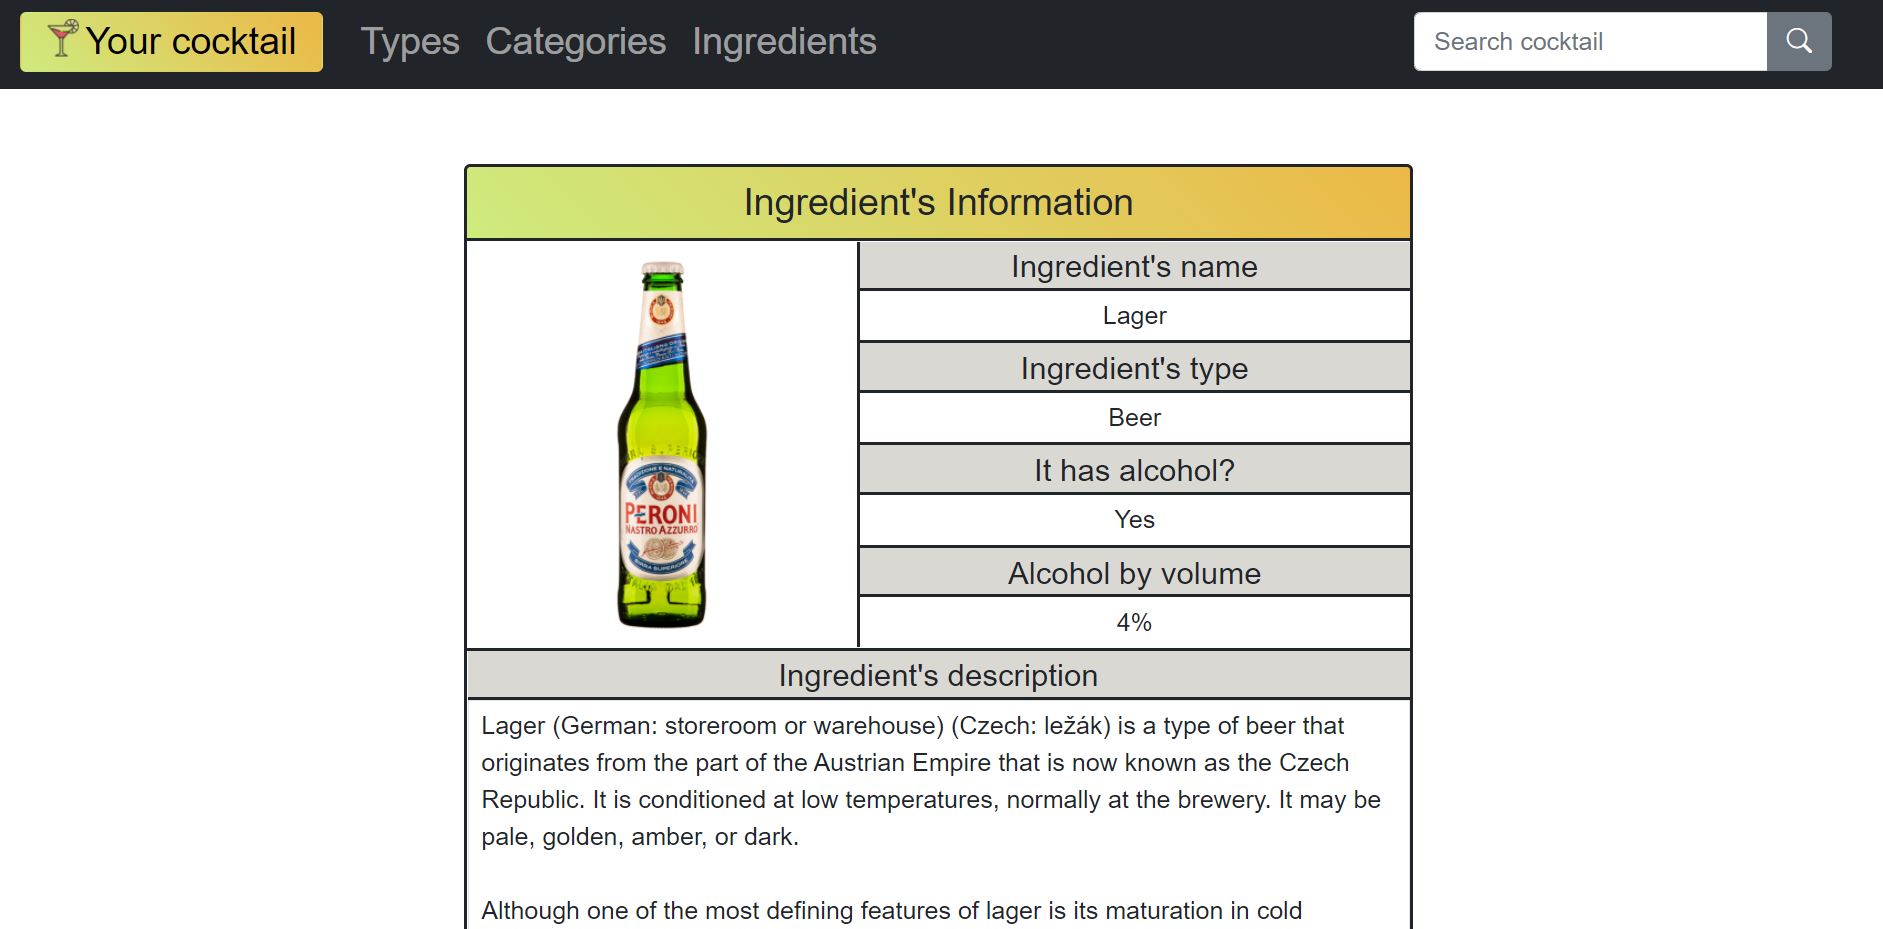 Your cocktail
Types
Categories
Ingredients
Search cocktail
Ingredient's Information
Ingredient's name
Lager
Ingredient's type
Beer
It has alcohol?
Yes
Alcohol by volume
4%
PERONI
NASTRO AZZURRO
BIRRA SUPERIORE
Ingredient's description
Lager (German: storeroom or warehouse) (Czech: ležák) is a type of beer that
originates from the part of the Austrian Empire that is now known as the Czech
Republic. It is conditioned at low temperatures, normally at the brewery. It may be
pale, golden, amber, or dark.
Although one of the most defining features of lager is its maturation in cold